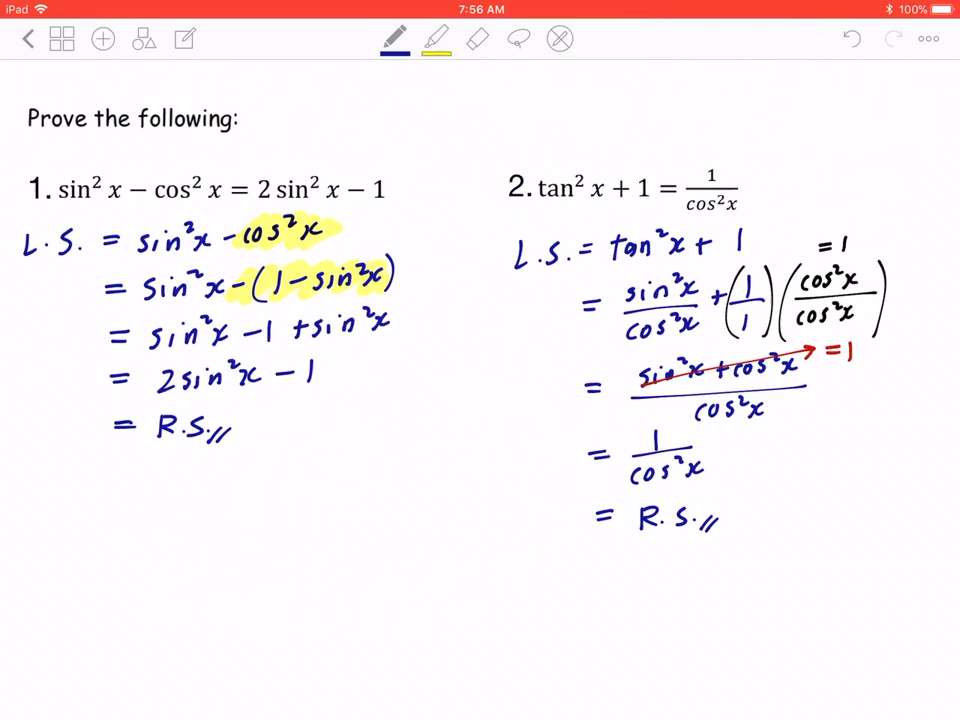 iPad 7:56 AM 100%
Prove the following:
1. sin² x − cos² x = 2 sin² x − 1
L.S. = sin²x − cos²x
= sin²x − (1 − sin²x)
= sin²x − 1 + sin²x
= 2sin²x − 1
= R.S.//
2. tan² x + 1 = 1/cos²x
L.S. = tan²x + 1
= sin²x/cos²x + (1/1)(cos²x/cos²x) = 1
= sin²x + cos²x/cos²x = 1
= 1/cos²x
= R.S.//